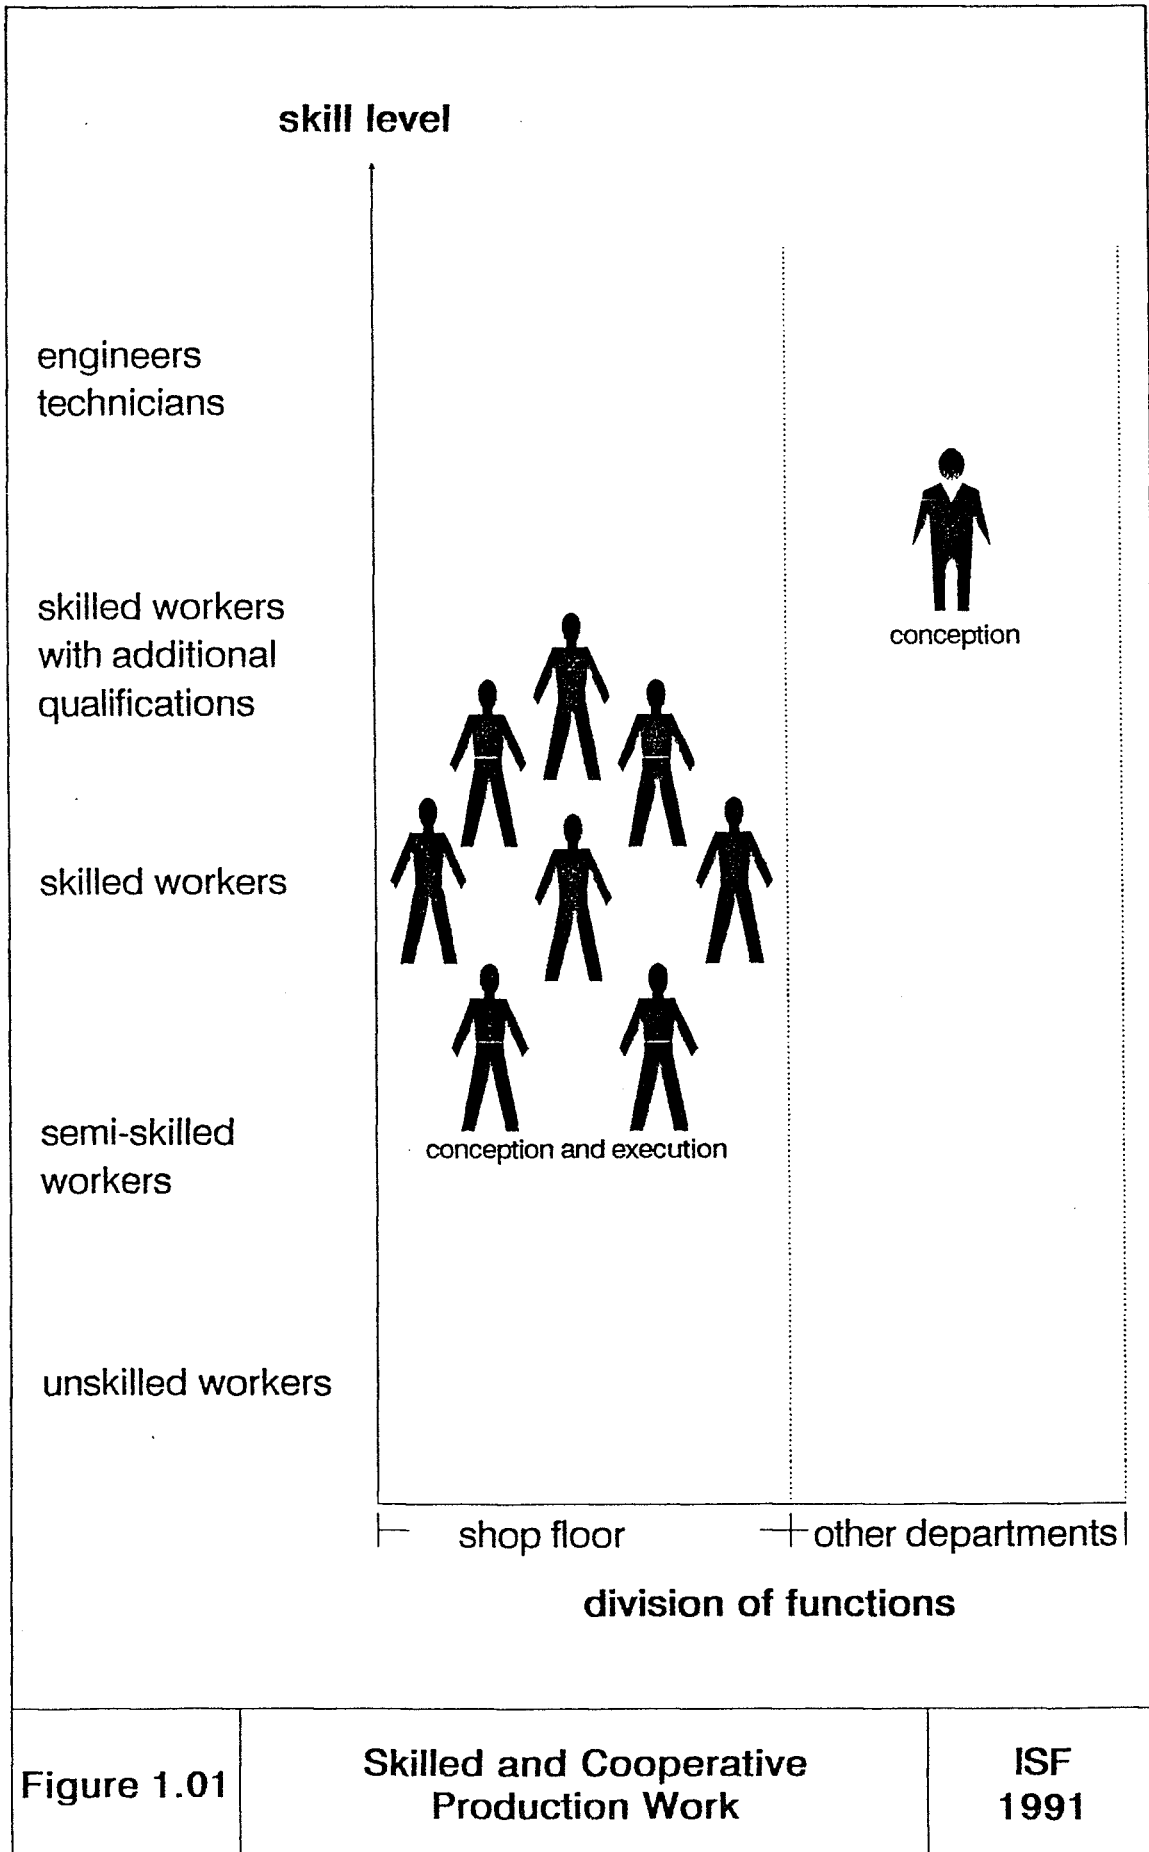 skill level
engineers
technicians
conception
skilled workers
with additional
qualifications
skilled workers
conception and execution
semi-skilled
workers
unskilled workers
shop floor
other departments
division of functions
Figure 1.01
Skilled and Cooperative
Production Work
ISF
1991